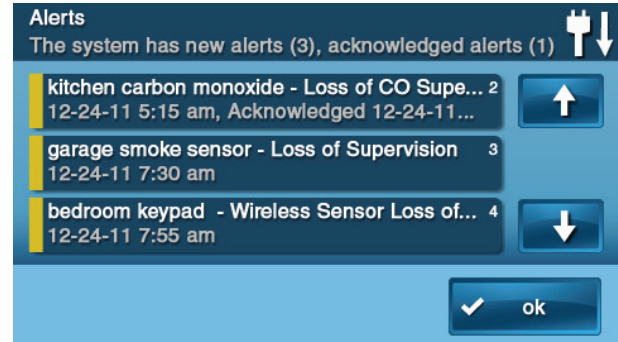 Alerts
The system has new alerts (3), acknowledged alerts (1)
kitchen carbon monoxide - Loss of CO Supe... 2
12-24-11 5:15 am, Acknowledged 12-24-11...
garage smoke sensor - Loss of Supervision 3
12-24-11 7:30 am
bedroom keypad - Wireless Sensor Loss of... 4
12-24-11 7:55 am
ok